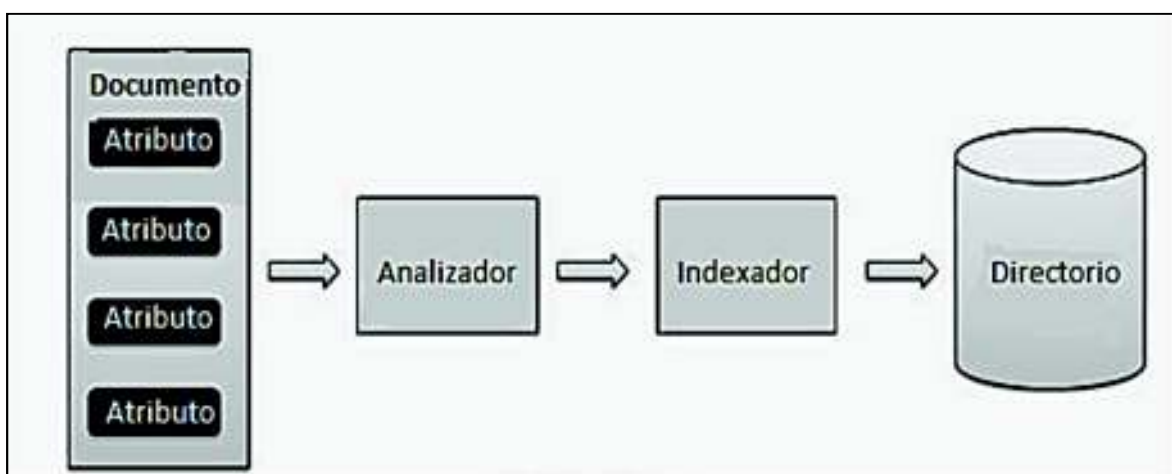 Documento
Atributo
Atributo
Atributo
Atributo
Analizador
Indexador
Directorio